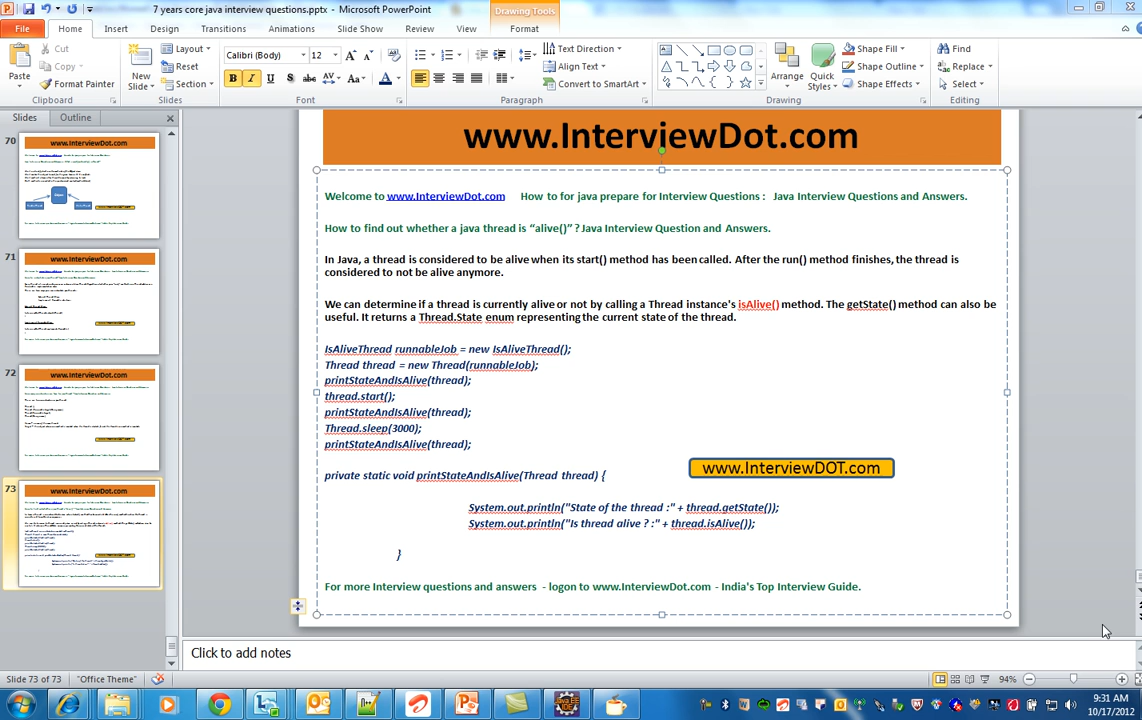 7 years core java interview questions.pptx - Microsoft PowerPoint
Drawing Tools
File Home Insert Design Transitions Animations Slide Show Review View Format
Paste
Cut
Copy
Format Painter
Clipboard
New Slide
Layout
Reset
Section
Slides
Calibri (Body) 12
Font
Paragraph
Text Direction
Align Text
Convert to SmartArt
Arrange
Quick Styles
Shape Fill
Shape Outline
Shape Effects
Drawing
Find
Replace
Select
Editing
Slides Outline
70
www.InterviewDot.com
71
www.InterviewDot.com
72
www.InterviewDot.com
73
www.InterviewDot.com
www.InterviewDot.com
Welcome to www.InterviewDot.com How to for java prepare for Interview Questions : Java Interview Questions and Answers.
How to find out whether a java thread is “alive()” ? Java Interview Question and Answers.
In Java, a thread is considered to be alive when its start() method has been called. After the run() method finishes, the thread is
considered to not be alive anymore.
We can determine if a thread is currently alive or not by calling a Thread instance's isAlive() method. The getState() method can also be
useful. It returns a Thread.State enum representing the current state of the thread.
IsAliveThread runnableJob = new IsAliveThread();
Thread thread = new Thread(runnableJob);
printStateAndIsAlive(thread);
thread.start();
printStateAndIsAlive(thread);
Thread.sleep(3000);
printStateAndIsAlive(thread);
private static void printStateAndIsAlive(Thread thread) {
www.InterviewDOT.com
System.out.println("State of the thread :" + thread.getState());
System.out.println("Is thread alive ? :" + thread.isAlive());
}
For more Interview questions and answers - logon to www.InterviewDot.com - India's Top Interview Guide.
Click to add notes
Slide 73 of 73 "Office Theme" 94%
9:31 AM
10/17/2012